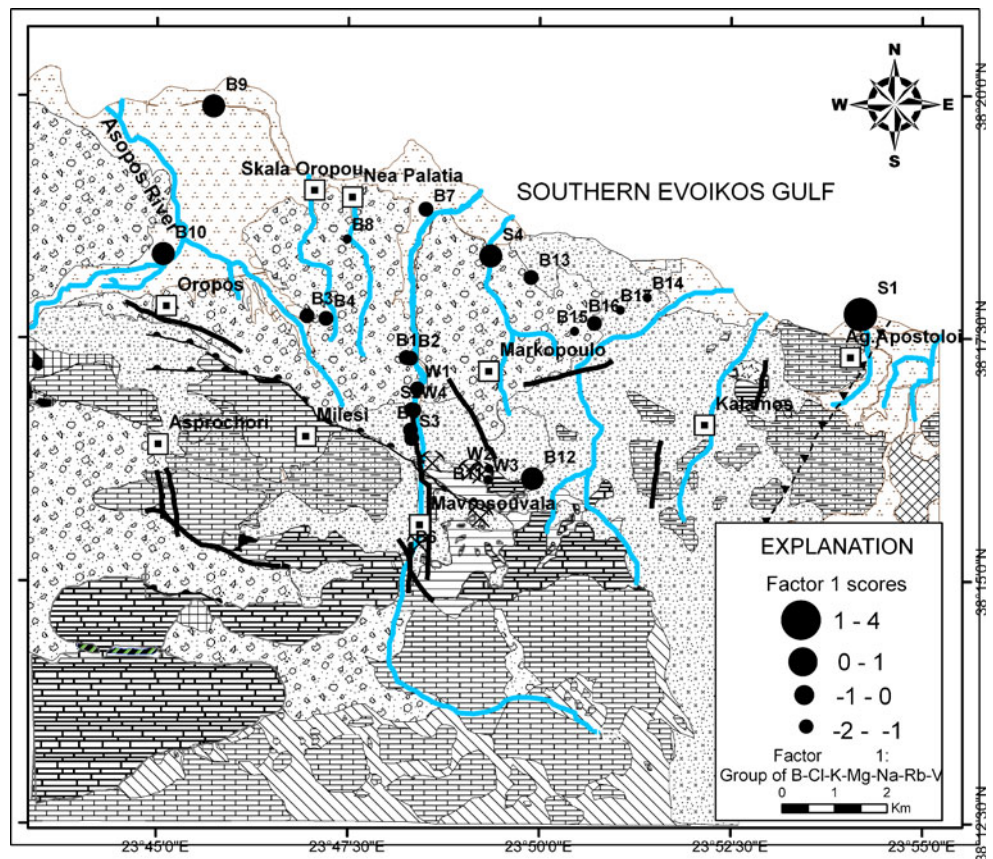 N
W E
S
B9
38°20'0"N
Asopos River
Skala Oropou
Nea Palatia
SOUTHERN EVOIKOS GULF
B7
B8
B10
S4
B13
Oropos
B14
B17
B16
B15
S1
B3
B4
38°17'30"N
Ag.Apostoloi
B1
B2
Markopoulo
W1
W4
Kalamos
Asprochori
Milesi
S3
W2
W3
B12
Mavrosouvala
EXPLANATION
Factor 1 scores
1 - 4
0 - 1
-1 - 0
-2 - -1
Factor 1:
Group of B-Cl-K-Mg-Na-Rb-V
0 1 2
Km
38°15'0"N
38°12'30"N
23°45'0"E 23°47'30"E 23°50'0"E 23°52'30"E 23°55'0"E